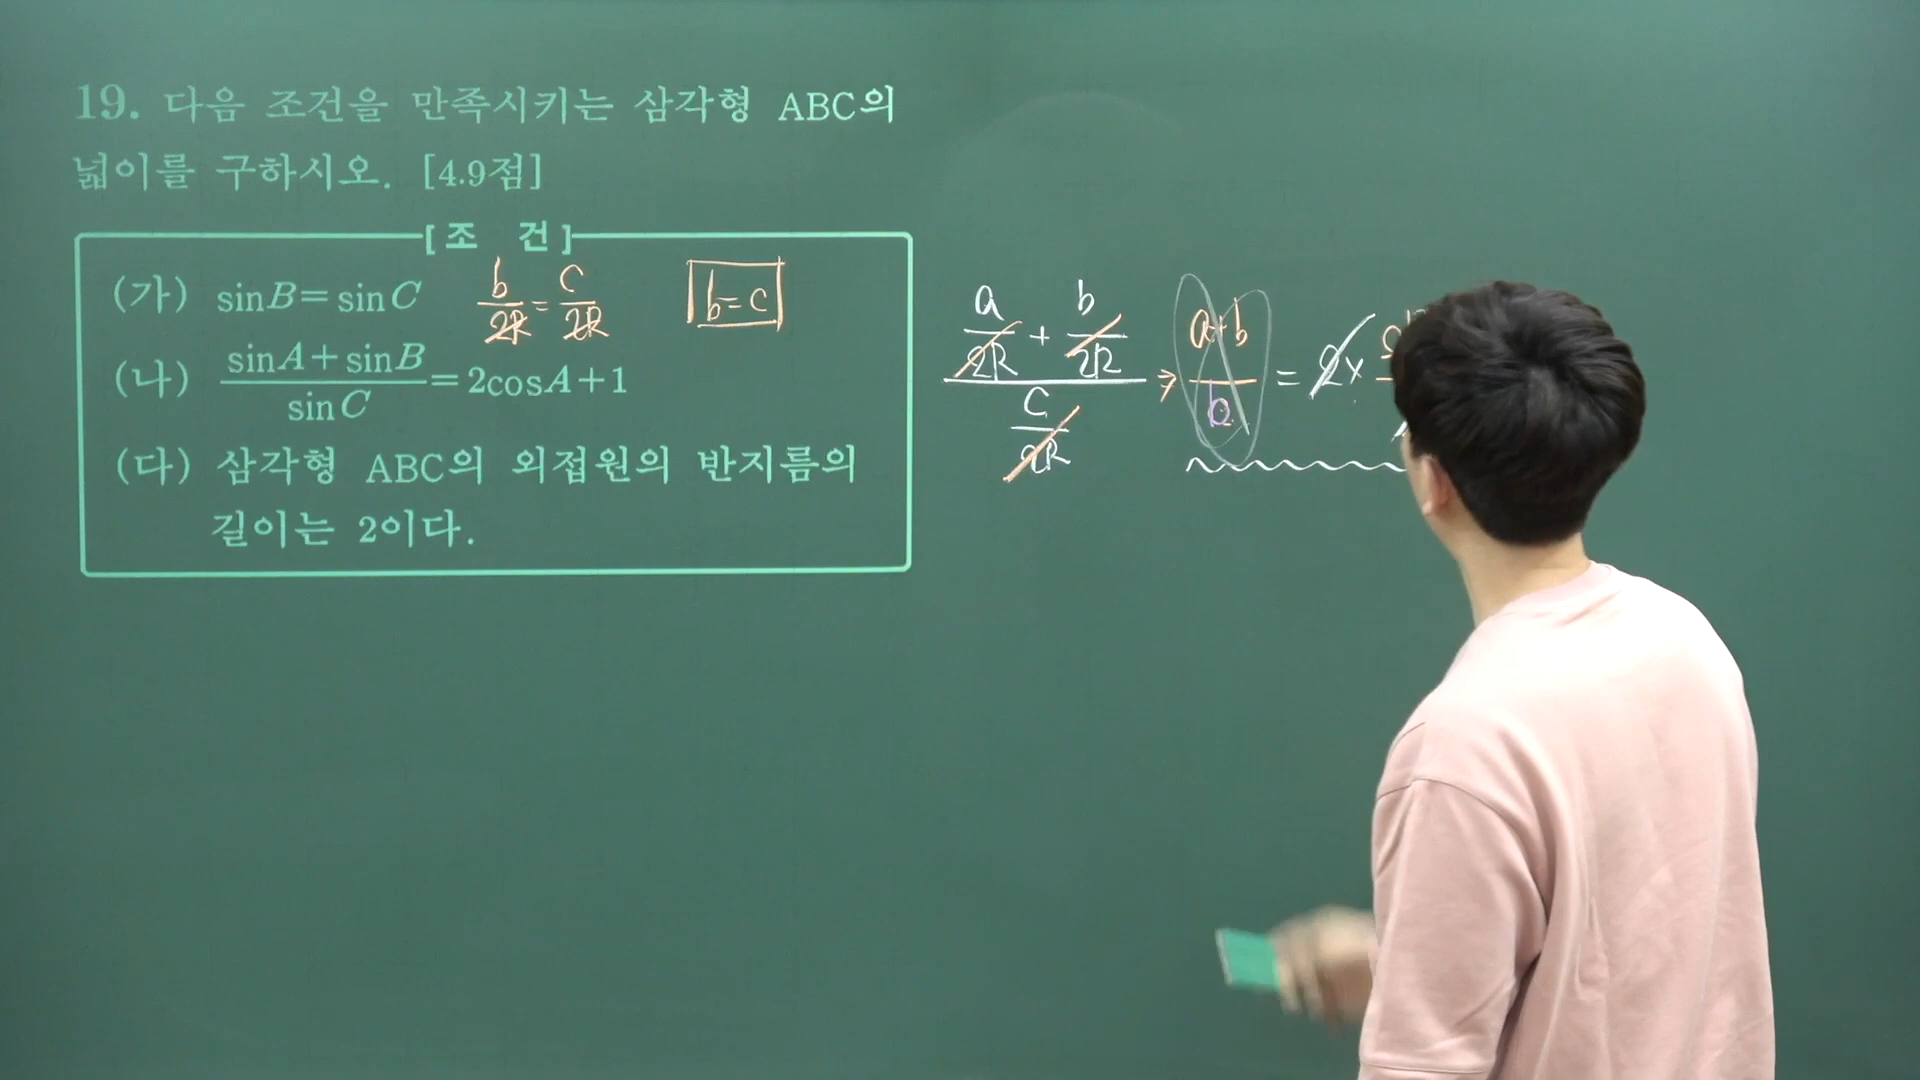 19. 다음 조건을 만족시키는 삼각형 ABC의
넓이를 구하시오. [4.9점]
[조 건]
(가) sinB=sinC
b/2R = c/2R
b=c
(나) (sinA+sinB)/sinC=2cosA+1
(다) 삼각형 ABC의 외접원의 반지름의
길이는 2이다.
(a/2R + b/2R)/(c/2R) → (a+b)/b = 2×